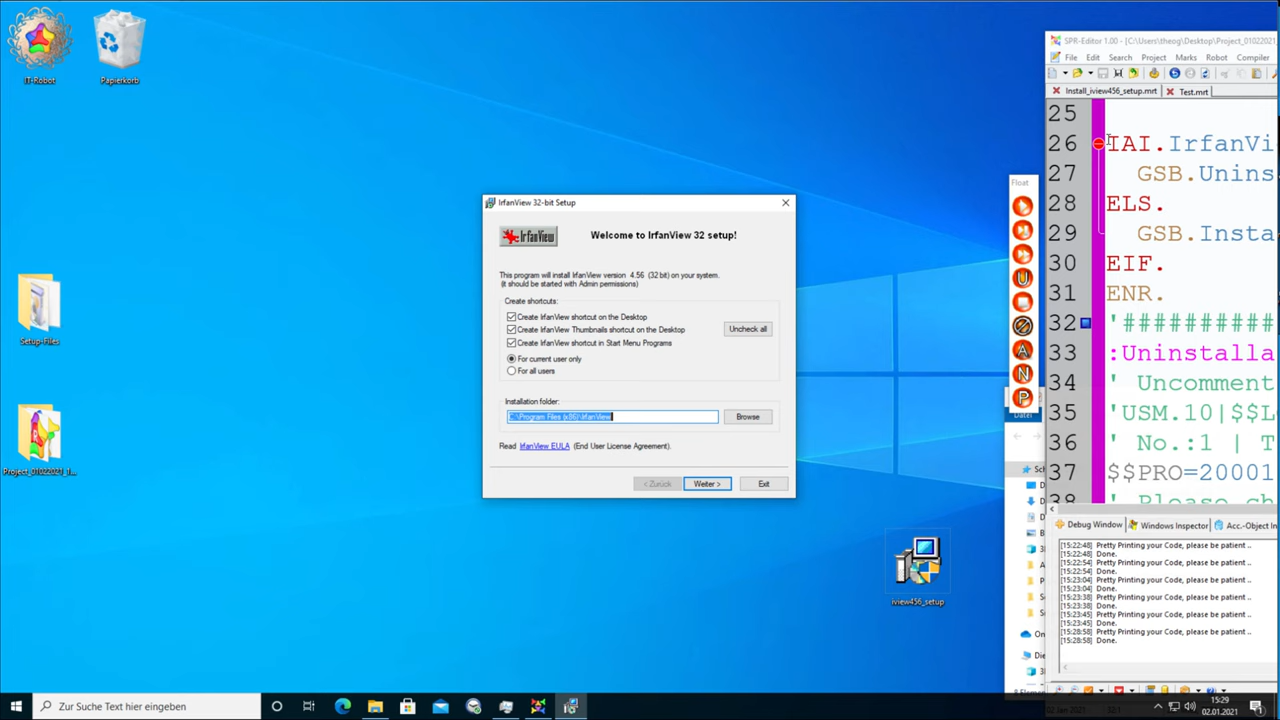 IT-Robot
Papierkorb
Setup-Files
Project_01022021_1...
iview456_setup
IrfanView 32-bit Setup
IrfanView
Welcome to IrfanView 32 setup!
This program will install IrfanView version 4.56 (32 bit) on your system.
(it should be started with Admin permissions)
Create shortcuts:
Create IrfanView shortcut on the Desktop
Create IrfanView Thumbnails shortcut on the Desktop
Uncheck all
Create IrfanView shortcut in Start Menu Programs
For current user only
For all users
Installation folder:
C:\Program Files (x86)\IrfanView
Browse
Read IrfanView EULA (End User License Agreement).
< Zurück
Weiter >
Exit
Float
U
A
N
P
Datei
SPR-Editor 1.00 - [C:\Users\theog\Desktop\Project_01022021
File Edit Search Project Marks Robot Compiler
Install_iview456_setup.mrt
Test.mrt
25
26 IAI.IrfanVi
27 GSB.Unins
28 ELS.
29 GSB.Insta
30 EIF.
31 ENR.
32 '##########
33 :Uninstalla
34 ' Uncomment
35 'USM.10|$$L
36 ' No.:1 | T
37 $$PRO=20001
38 ' Please ch
Debug Window
Windows Inspector
Acc.-Object In
[15:22:48] Pretty Printing your Code, please be patient ..
[15:22:48] Done.
[15:22:54] Pretty Printing your Code, please be patient ..
[15:22:54] Done.
[15:23:04] Pretty Printing your Code, please be patient ..
[15:23:04] Done.
[15:23:38] Pretty Printing your Code, please be patient ..
[15:23:38] Done.
[15:23:45] Pretty Printing your Code, please be patient ..
[15:23:45] Done.
[15:28:58] Pretty Printing your Code, please be patient ..
[15:28:58] Done.
Zur Suche Text hier eingeben
15:29
02.01.2021